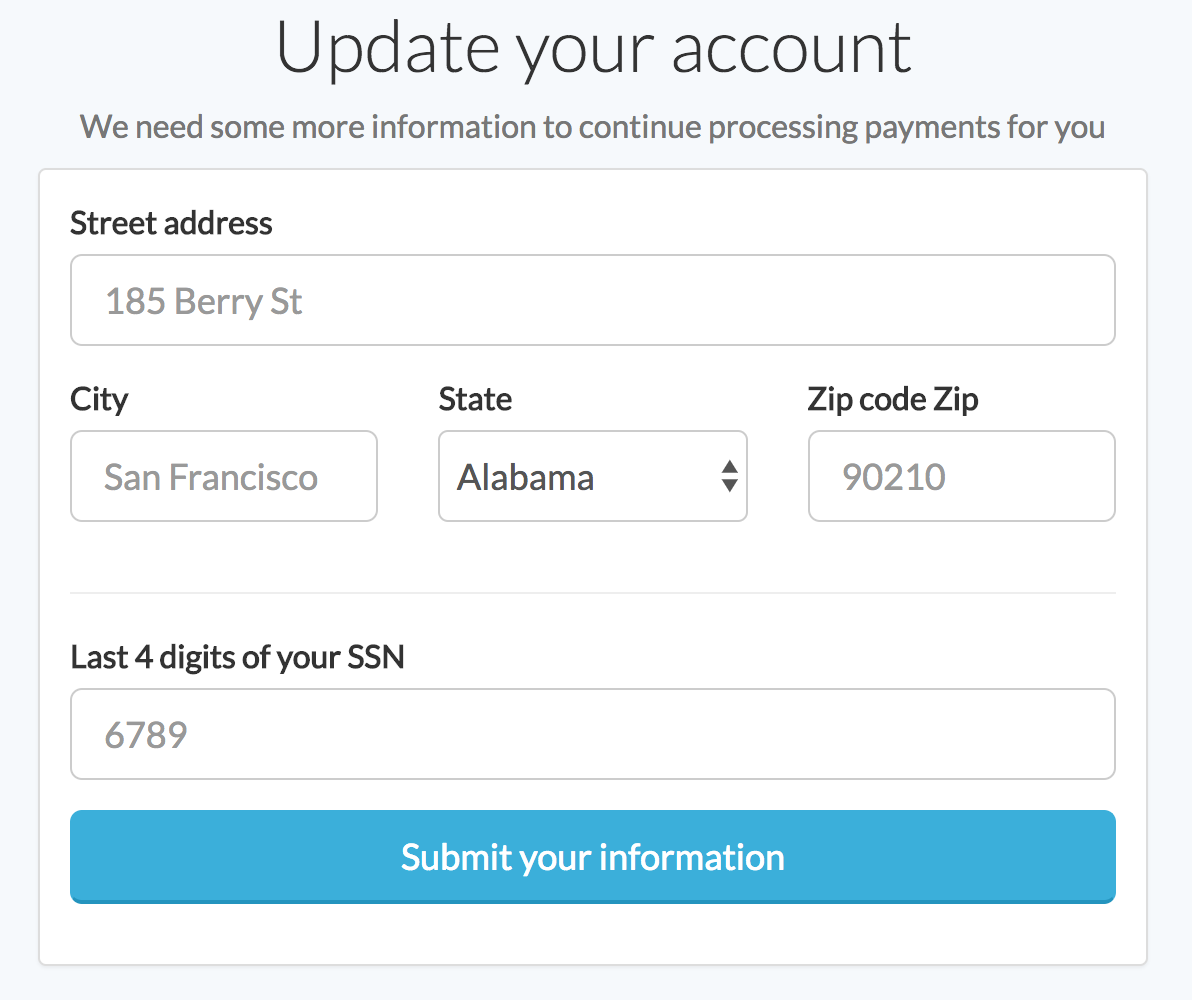 Update your account
We need some more information to continue processing payments for you
Street address
185 Berry St
City State Zip code Zip
San Francisco Alabama 90210
Last 4 digits of your SSN
6789
Submit your information